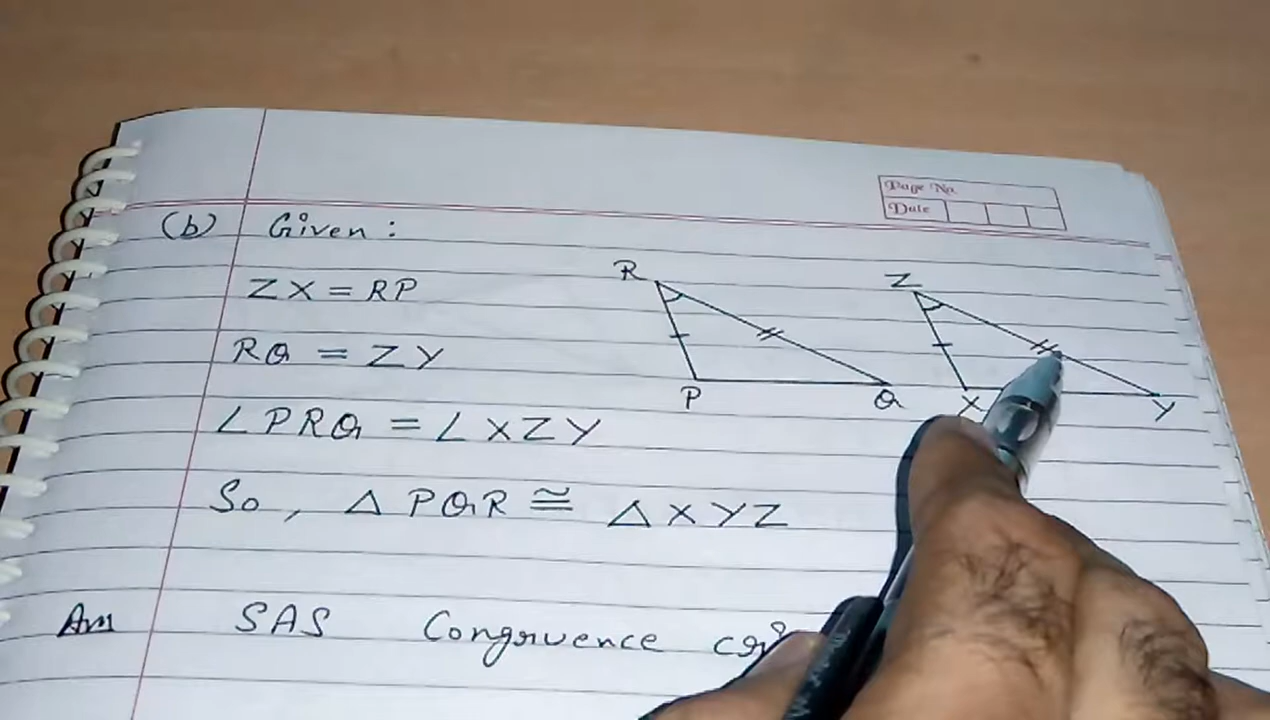 Page No.
Date
(b) Given :
ZX = RP
RQ = ZY
∠PRQ = ∠XZY
So , △PQR ≅ △XYZ
Ans SAS Congruence
R
P
Q
Z
X
Y